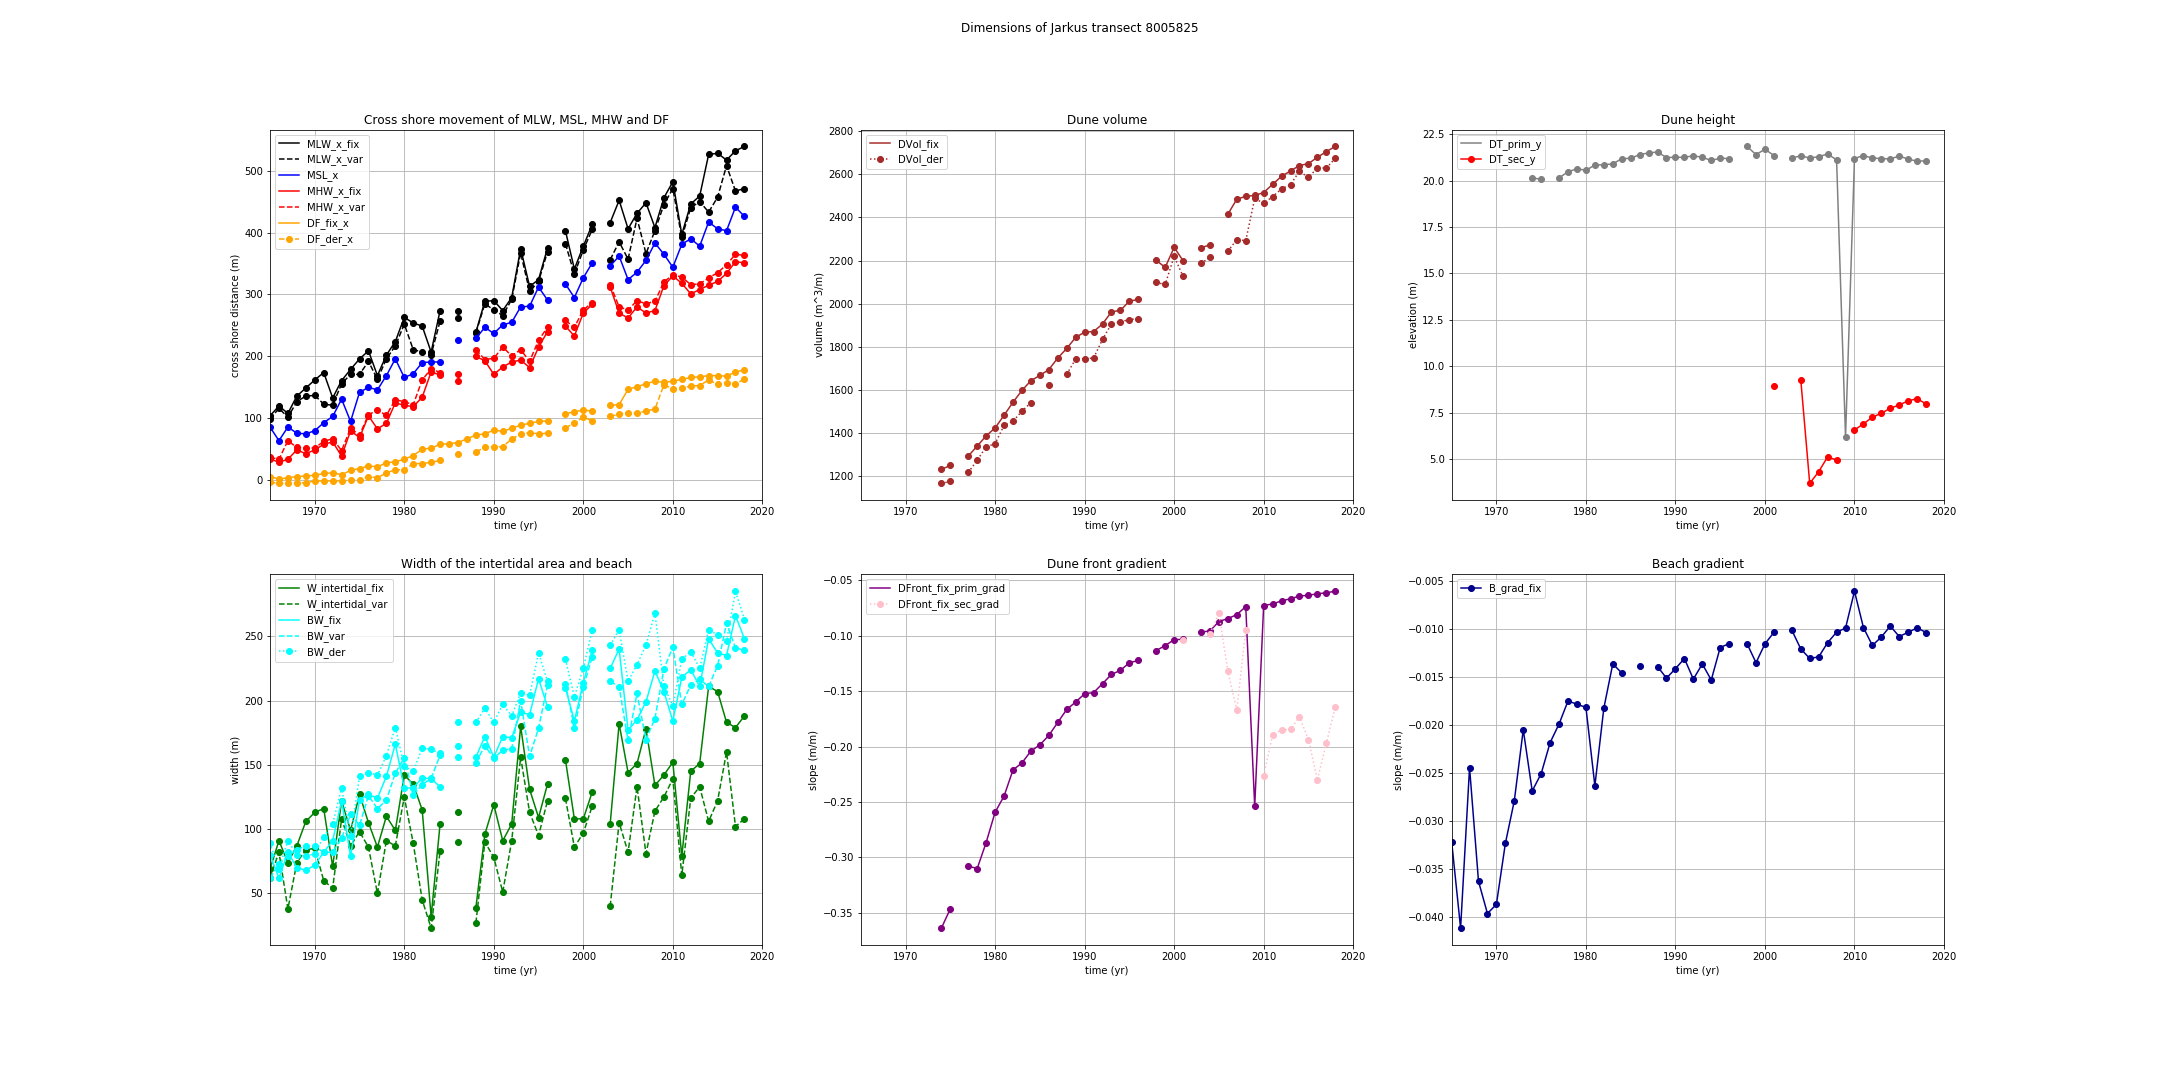 Dimensions of Jarkus transect 8005825
Cross shore movement of MLW, MSL, MHW and DF
MLW_x_fix
MLW_x_var
MSL_x
MHW_x_fix
MHW_x_var
DF_fix_x
DF_der_x
cross shore distance (m)
500
400
300
200
100
0
1970
1980
1990
2000
2010
2020
time (yr)
Dune volume
DVol_fix
DVol_der
volume (m^3/m)
2800
2600
2400
2200
2000
1800
1600
1400
1200
1970
1980
1990
2000
2010
2020
time (yr)
Dune height
DT_prim_y
DT_sec_y
elevation (m)
22.5
20.0
17.5
15.0
12.5
10.0
7.5
5.0
1970
1980
1990
2000
2010
2020
time (yr)
Width of the intertidal area and beach
W_intertidal_fix
W_intertidal_var
BW_fix
BW_var
BW_der
width (m)
250
200
150
100
50
1970
1980
1990
2000
2010
2020
time (yr)
Dune front gradient
DFront_fix_prim_grad
DFront_fix_sec_grad
slope (m/m)
−0.05
−0.10
−0.15
−0.20
−0.25
−0.30
−0.35
1970
1980
1990
2000
2010
2020
time (yr)
Beach gradient
B_grad_fix
slope (m/m)
−0.005
−0.010
−0.015
−0.020
−0.025
−0.030
−0.035
−0.040
1970
1980
1990
2000
2010
2020
time (yr)